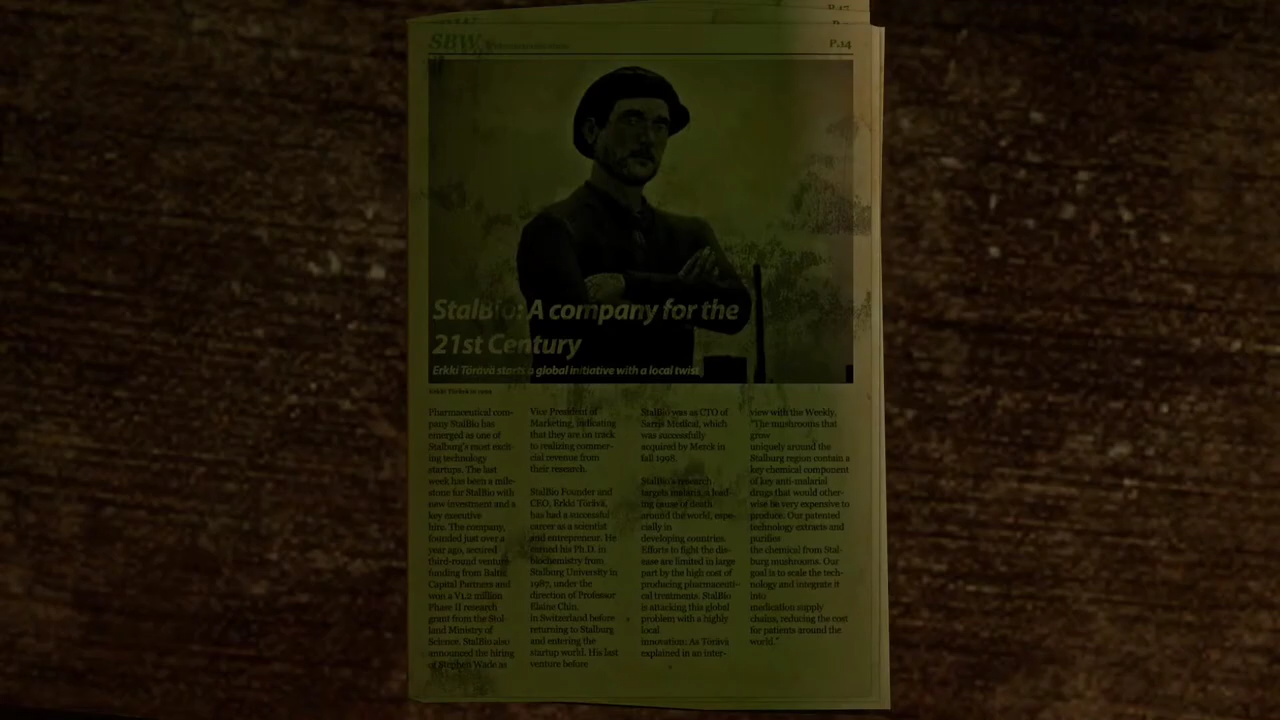 P.17
SBW
P.14
StalBio: A company for the
21st Century
Erkki Törävä starts a global initiative with a local twist
Pharmaceutical com-
pany StalBio has
emerged as one of
Stalburg's most excit-
ing technology
startups. The last
week has been a mile-
stone for StalBio with
new investment and a
key executive
hire. The company,
founded just over a
year ago, secured
third-round venture
funding from Baltic
Capital Partners and
won a V1.2 million
Phase II research
grant from the Stol-
land Ministry of
Science. StalBio also
announced the hiring
of Stephen Wade as
Vice President of
Marketing, indicating
that they are on track
to realizing commer-
cial revenue from
their research.
StalBio Founder and
CEO, Erkki Törävä,
has had a successful
career as a scientist
and entrepreneur. He
earned his Ph.D. in
biochemistry from
Stalburg University in
1987, under the
direction of Professor
Elaine Chin.
in Switzerland before
returning to Stalburg
and entering the
startup world. His last
venture before
StalBio was as CTO of
Sarris Medical, which
was successfully
acquired by Merck in
fall 1998.
StalBio's research
targets malaria, a lead-
ing cause of death
around the world, espe-
cially in
developing countries.
Efforts to fight the dis-
ease are limited in large
part by the high cost of
producing pharmaceuti-
cal treatments. StalBio
is attacking this global
problem with a highly
local
innovation: As Törävä
explained in an inter-
view with the Weekly,
"The mushrooms that
grow
uniquely around the
Stalburg region contain a
key chemical component
of key anti-malarial
drugs that would other-
wise be very expensive to
produce. Our patented
technology extracts and
purifies
the chemical from Stal-
burg mushrooms. Our
goal is to scale the tech-
nology and integrate it
into
medication supply
chains, reducing the cost
for patients around the
world."